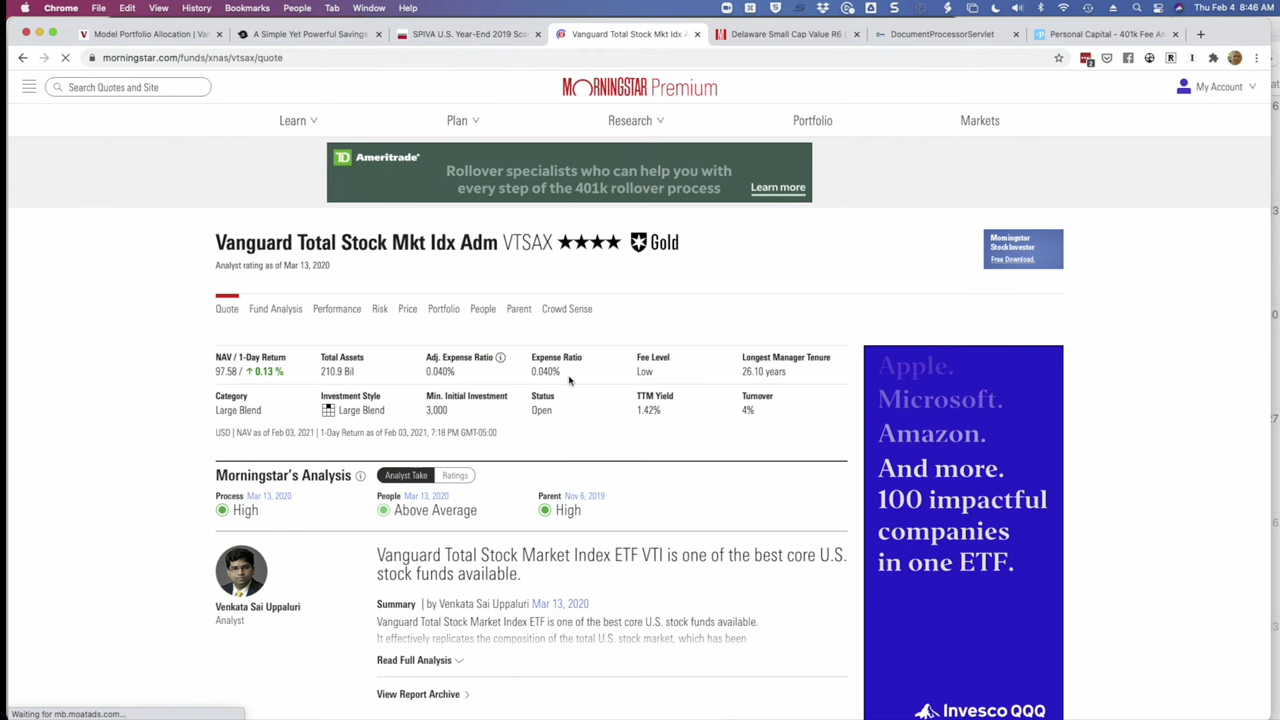 Chrome File Edit View History Bookmarks People Tab Window Help
8:46 AM
Model Portfolio Allocation | Van
A Simple Yet Powerful Savings
SPIVA U.S. Year-End 2019 Sco
Vanguard Total Stock Mkt Idx A
Delaware Small Cap Value R6 (
DocumentProcessorServlet
Personal Capital - 401k Fee An
morningstar.com/funds/xnas/vtsax/quote
Search Quotes and Site
MORNINGSTAR Premium
My Account
Learn
Plan
Research
Portfolio
Markets
TD Ameritrade
Rollover specialists who can help you with
every step of the 401k rollover process
Learn more
Vanguard Total Stock Mkt Idx Adm VTSAX ★★★★ Gold
Analyst rating as of Mar 13, 2020
Morningstar
StockInvestor
Free Download.
Quote Fund Analysis Performance Risk Price Portfolio People Parent Crowd Sense
NAV / 1-Day Return Total Assets Adj. Expense Ratio Expense Ratio Fee Level Longest Manager Tenure
97.58 / ↑ 0.13 % 210.9 Bil 0.040% 0.040% Low 26.10 years
Category Investment Style Min. Initial Investment Status TTM Yield Turnover
Large Blend Large Blend 3,000 Open 1.42% 4%
USD | NAV as of Feb 03, 2021 | 1-Day Return as of Feb 03, 2021, 7:18 PM GMT-05:00
Morningstar's Analysis
Analyst Take Ratings
Process Mar 13, 2020 People Mar 13, 2020 Parent Nov 6, 2019
High Above Average High
Venkata Sai Uppaluri
Analyst
Vanguard Total Stock Market Index ETF VTI is one of the best core U.S.
stock funds available.
Summary | by Venkata Sai Uppaluri Mar 13, 2020
Vanguard Total Stock Market Index ETF is one of the best core U.S. stock funds available.
It effectively replicates the composition of the total U.S. stock market, which has been
Read Full Analysis
View Report Archive
Apple.
Microsoft.
Amazon.
And more.
100 impactful
companies
in one ETF.
Invesco QQQ
Waiting for mb.moatads.com...